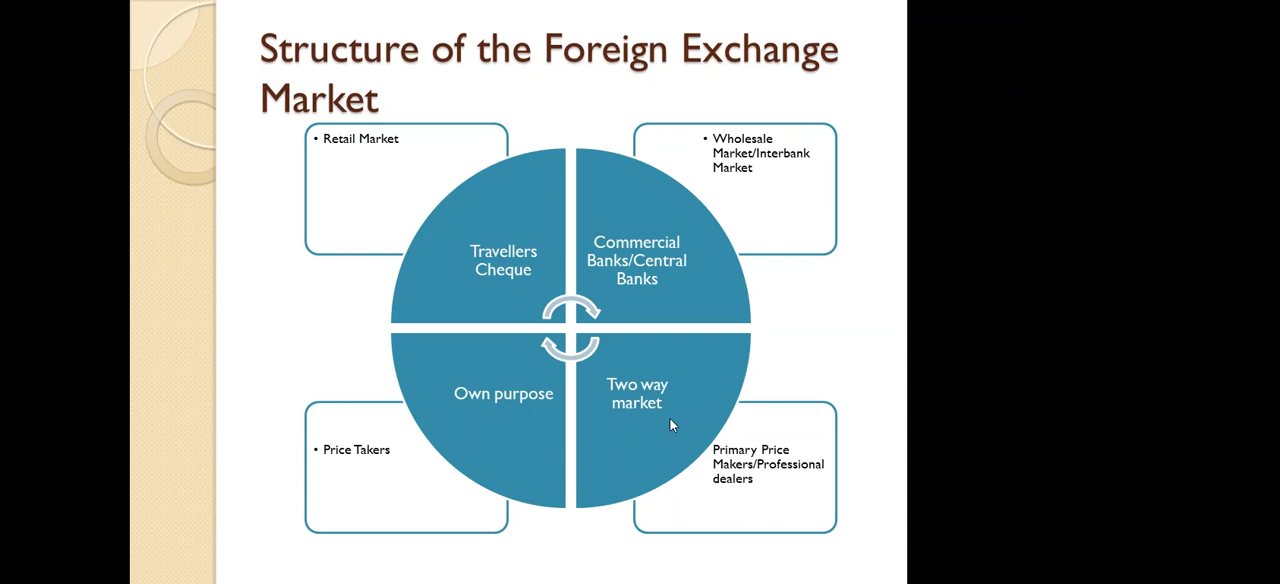 Structure of the Foreign Exchange
Market
• Retail Market
• Wholesale
Market/Interbank
Market
Travellers
Cheque
Commercial
Banks/Central
Banks
Own purpose
Two way
market
• Price Takers
Primary Price
Makers/Professional
dealers